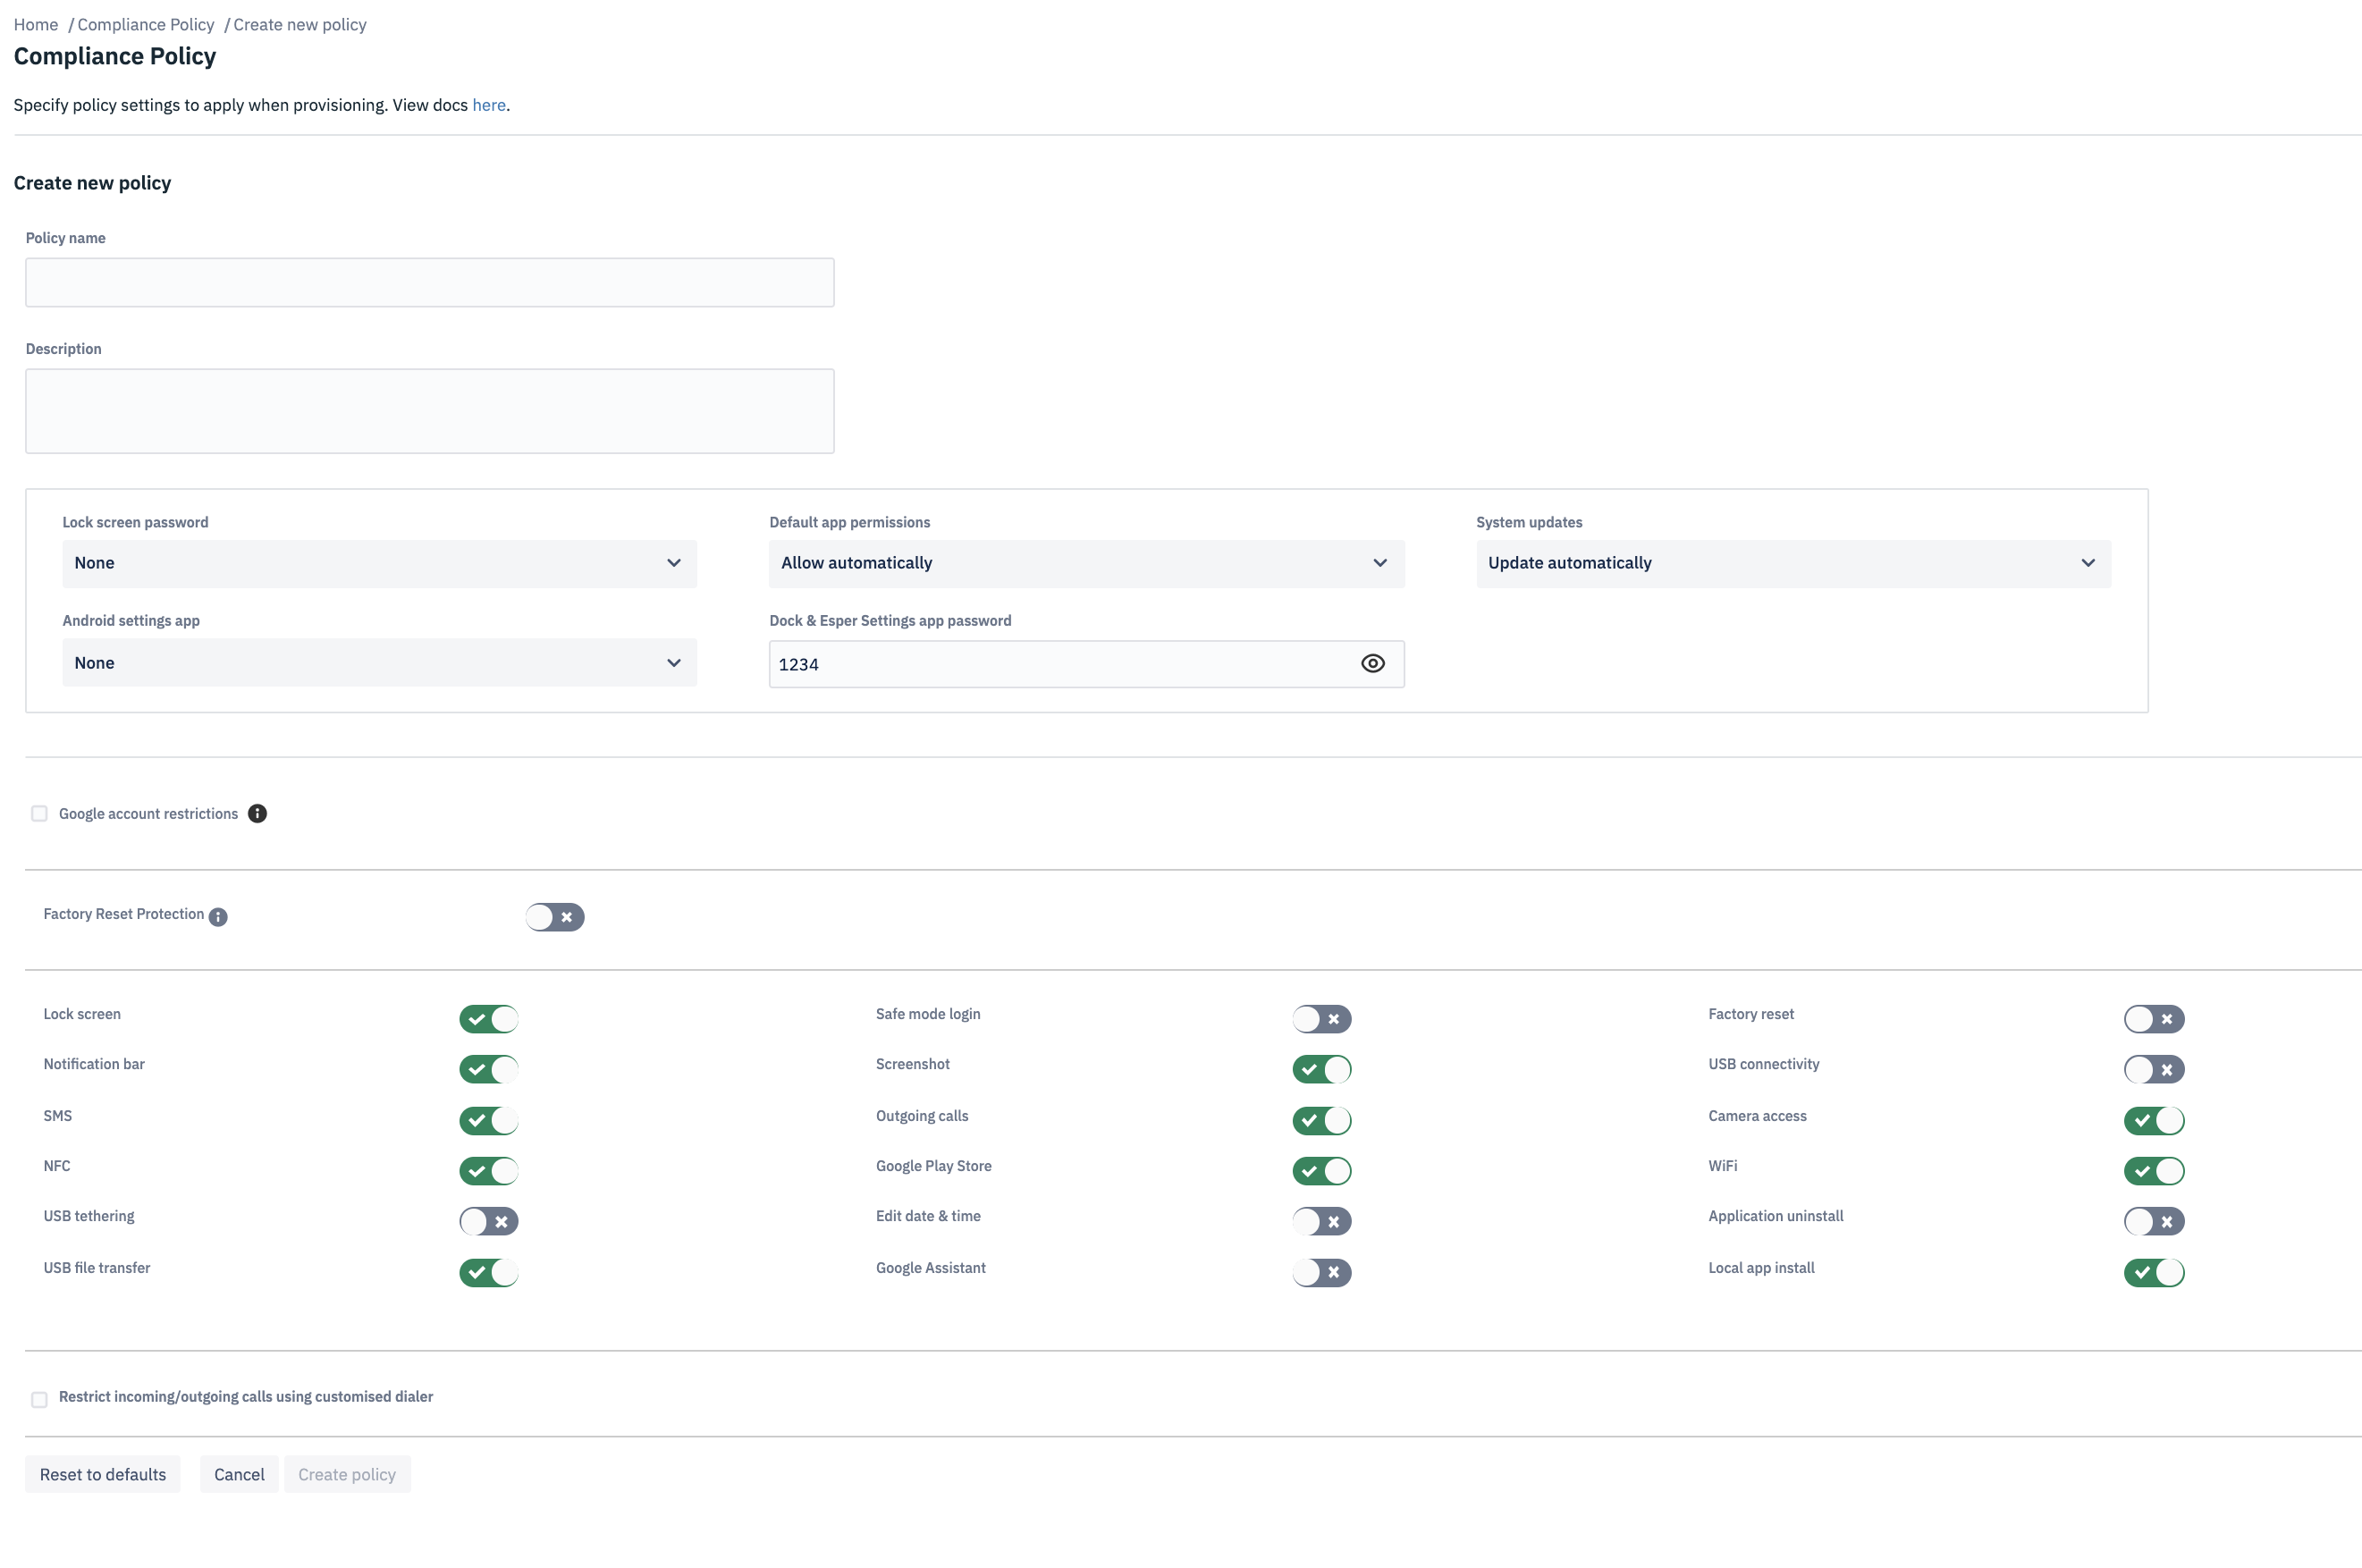 Home / Compliance Policy / Create new policy
Compliance Policy
Specify policy settings to apply when provisioning. View docs here.
Create new policy
Policy name
Description
Lock screen password
Default app permissions
System updates
None
Allow automatically
Update automatically
Android settings app
Dock & Esper Settings app password
None
1234
Google account restrictions
Factory Reset Protection
Lock screen
Safe mode login
Factory reset
Notification bar
Screenshot
USB connectivity
SMS
Outgoing calls
Camera access
NFC
Google Play Store
WiFi
USB tethering
Edit date & time
Application uninstall
USB file transfer
Google Assistant
Local app install
Restrict incoming/outgoing calls using customised dialer
Reset to defaults
Cancel
Create policy